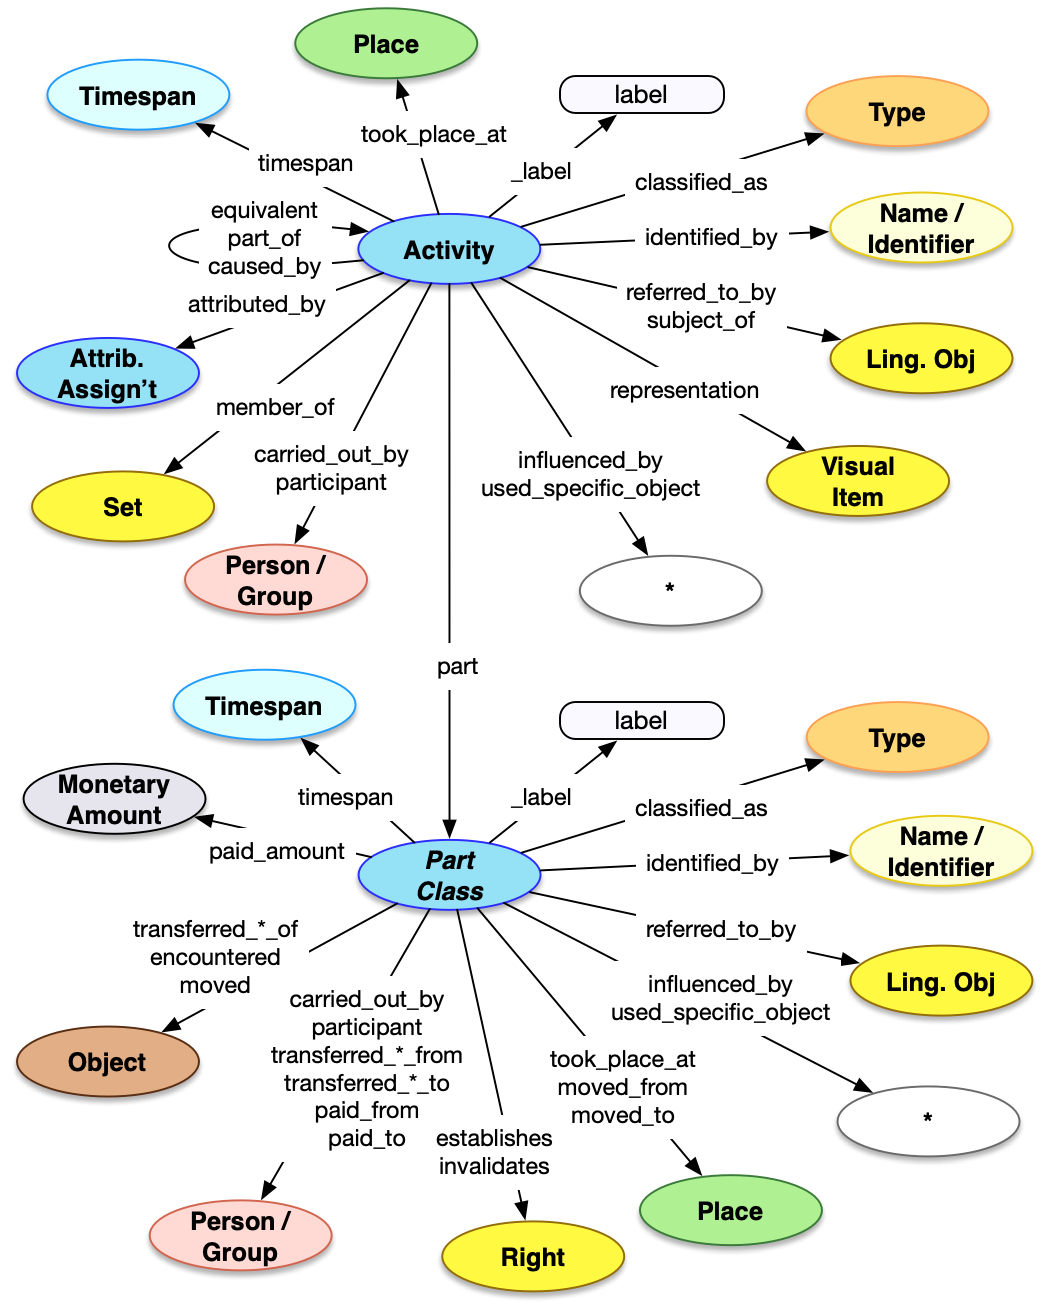 Place
Timespan
label
Type
took_place_at
timespan
_label
classified_as
equivalent
part_of
caused_by
Activity
identified_by
Name /
Identifier
attributed_by
referred_to_by
subject_of
Attrib.
Assign't
Ling. Obj
member_of
representation
carried_out_by
participant
influenced_by
used_specific_object
Visual
Item
Set
Person /
Group
*
part
Timespan
label
Type
Monetary
Amount
timespan
_label
classified_as
paid_amount
Part
Class
identified_by
Name /
Identifier
transferred_*_of
encountered
moved
referred_to_by
Ling. Obj
influenced_by
used_specific_object
carried_out_by
participant
transferred_*_from
transferred_*_to
paid_from
paid_to
Object
took_place_at
moved_from
moved_to
*
establishes
invalidates
Person /
Group
Right
Place